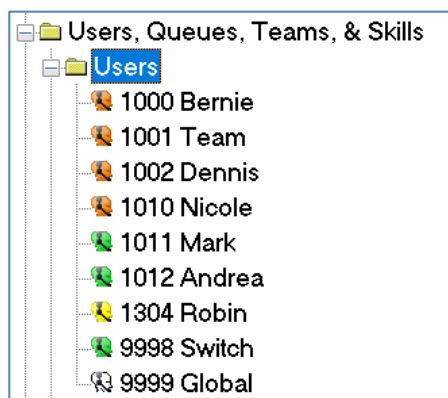 Users, Queues, Teams, & Skills
Users
1000 Bernie
1001 Team
1002 Dennis
1010 Nicole
1011 Mark
1012 Andrea
1304 Robin
9998 Switch
9999 Global